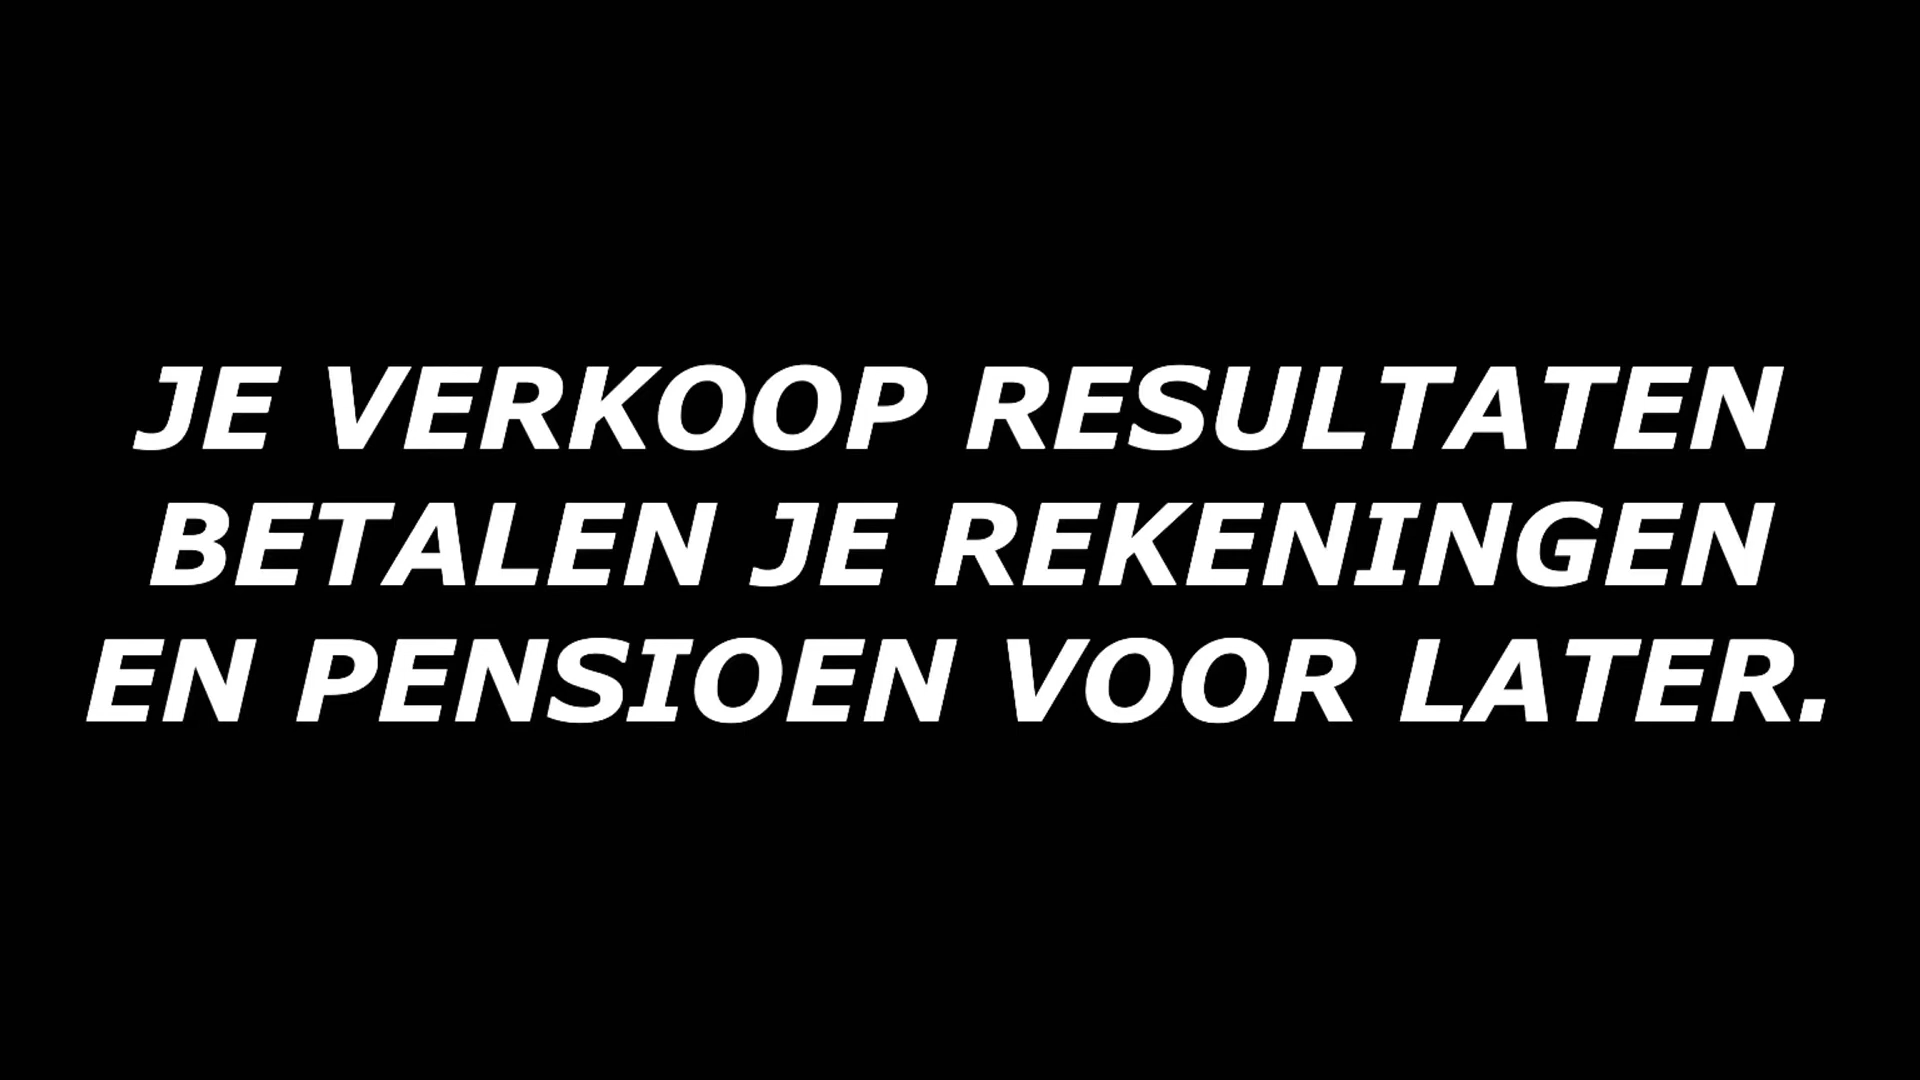 JE VERKOOP RESULTATEN
BETALEN JE REKENINGEN
EN PENSIOEN VOOR LATER.